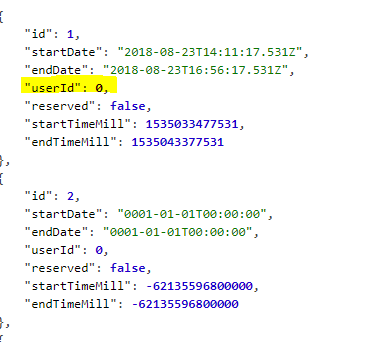 {
"id": 1,
"startDate": "2018-08-23T14:11:17.531Z",
"endDate": "2018-08-23T16:56:17.531Z",
"userId": 0,
"reserved": false,
"startTimeMill": 1535033477531,
"endTimeMill": 1535043377531
},
{
"id": 2,
"startDate": "0001-01-01T00:00:00",
"endDate": "0001-01-01T00:00:00",
"userId": 0,
"reserved": false,
"startTimeMill": -62135596800000,
"endTimeMill": -62135596800000
},
{